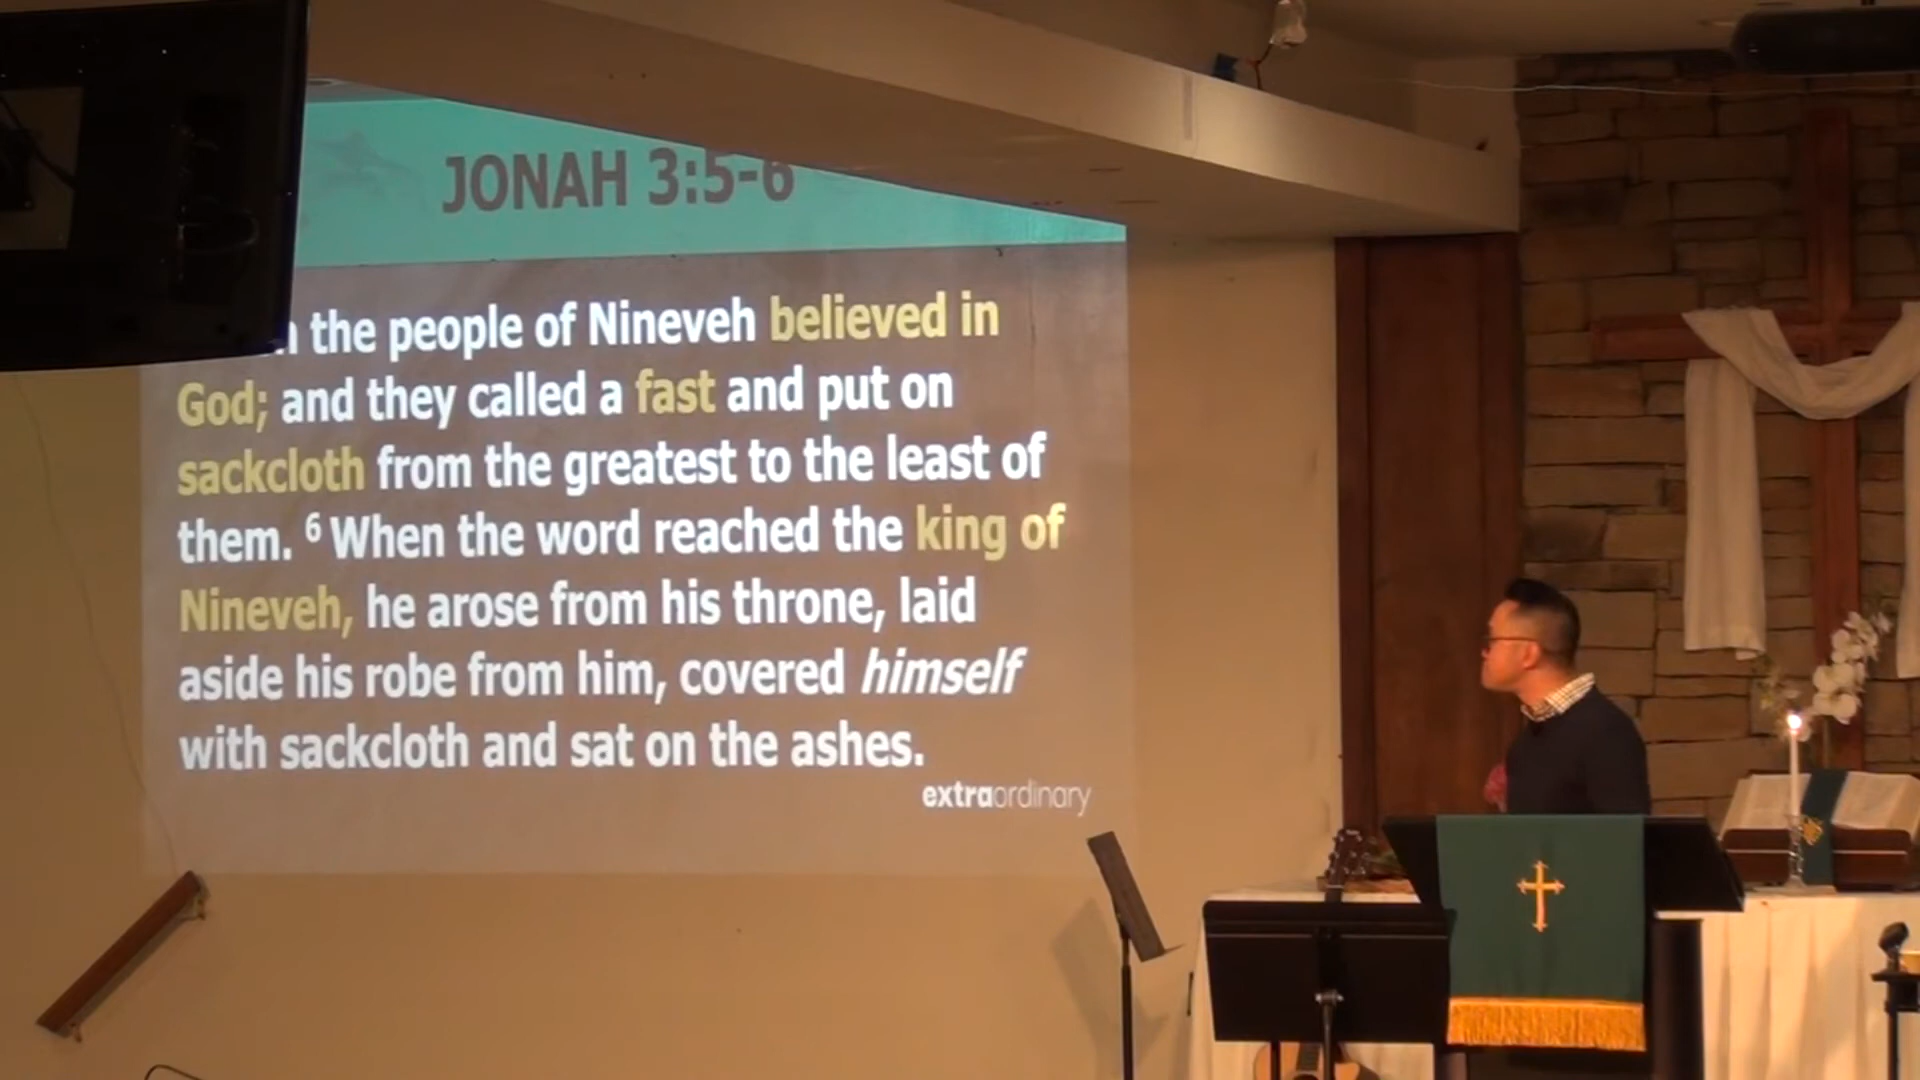 JONAH 3:5-6
the people of Nineveh believed in
God; and they called a fast and put on
sackcloth from the greatest to the least of
them. 6 When the word reached the king of
Nineveh, he arose from his throne, laid
aside his robe from him, covered himself
with sackcloth and sat on the ashes.
extraordinary